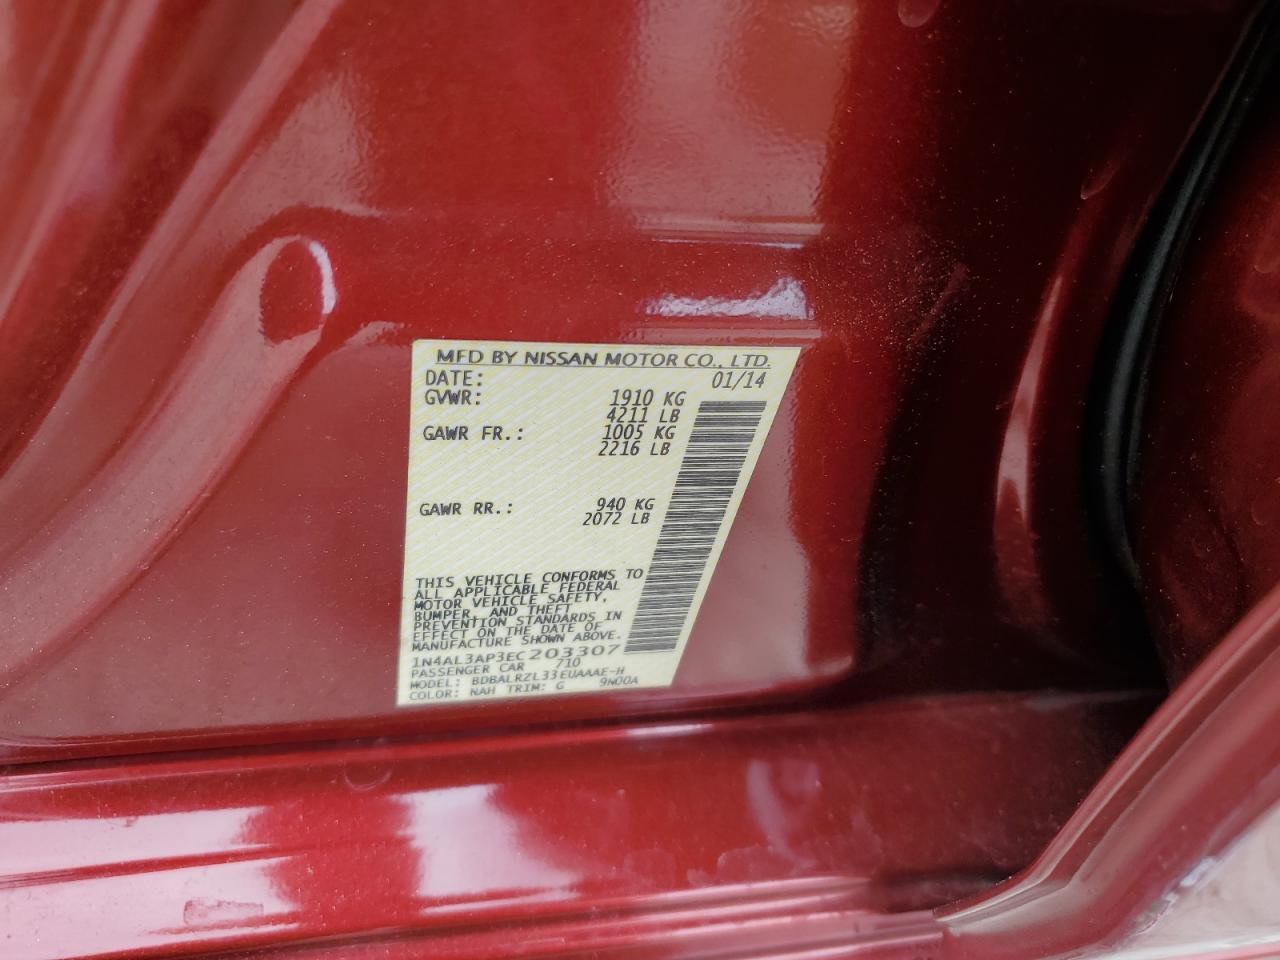 MFD BY NISSAN MOTOR CO., LTD.
DATE: 01/14
GVWR: 1910 KG
4211 LB
GAWR FR.: 1005 KG
2216 LB
GAWR RR.: 940 KG
2072 LB
THIS VEHICLE CONFORMS TO
ALL APPLICABLE FEDERAL
MOTOR VEHICLE SAFETY,
BUMPER, AND THEFT
PREVENTION STANDARDS IN
EFFECT ON THE DATE OF
MANUFACTURE SHOWN ABOVE.
1N4AL3AP3EC203307
PASSENGER CAR 710
MODEL: BDBALRZL33EUAAAE-H
COLOR: NAH TRIM: G 9N00A